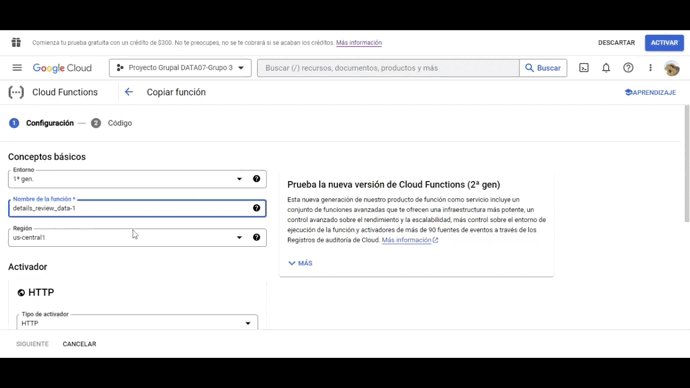 Comienza tu prueba gratuita con un crédito de $300. No te preocupes, no se te cobrará si se acaban los créditos. Más información
DESCARTAR
ACTIVAR
Google Cloud
Proyecto Grupal DATA07-Grupo 3
Buscar (/) recursos, documentos, productos y más
Buscar
Cloud Functions
Copiar función
APRENDIZAJE
1 Configuración — 2 Código
Conceptos básicos
Entorno
1ª gen.
Nombre de la función *
details_review_data-1
Región
us-central1
Activador
HTTP
Tipo de activador
HTTP
Prueba la nueva versión de Cloud Functions (2ª gen)
Esta nueva generación de nuestro producto de función como servicio incluye un
conjunto de funciones avanzadas que te ofrecen una infraestructura más potente, un
control avanzado sobre el rendimiento y la escalabilidad, más control sobre el entorno de
ejecución de la función y activadores de más de 90 fuentes de eventos a través de los
Registros de auditoría de Cloud. Más información
MÁS
SIGUIENTE
CANCELAR